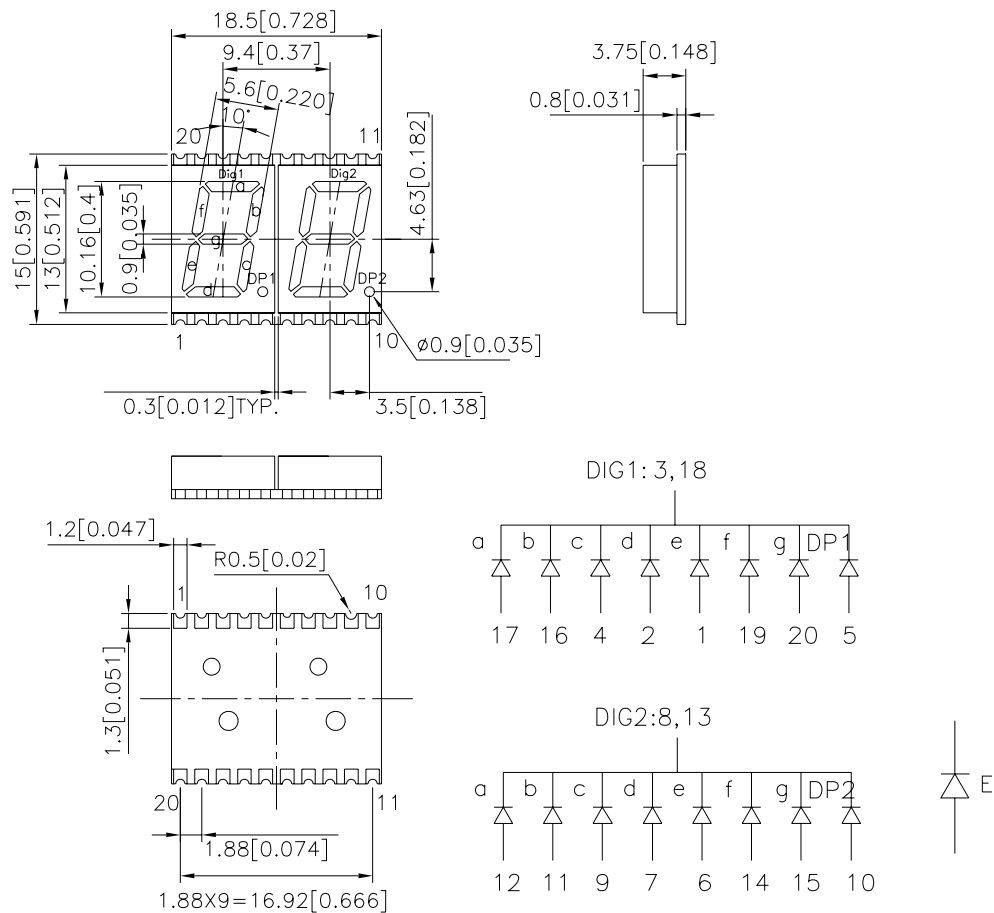 18.5[0.728]
9.4[0.37]
5.6[0.220]
10°
3.75[0.148]
0.8[0.031]
20
11
4.63[0.182]
15[0.591]
13[0.512]
10.16[0.4]
0.9[0.035]
Dig1
Dig2
a
f
b
g
e
c
d
DP1
DP2
1
10
ø0.9[0.035]
0.3[0.012]TYP.
3.5[0.138]
1.2[0.047]
R0.5[0.02]
1
10
1.3[0.051]
20
11
1.88[0.074]
1.88X9=16.92[0.666]
DIG1: 3,18
a b c d e f g DP1
17 16 4 2 1 19 20 5
DIG2:8,13
a b c d e f g DP2
12 11 9 7 6 14 15 10
E